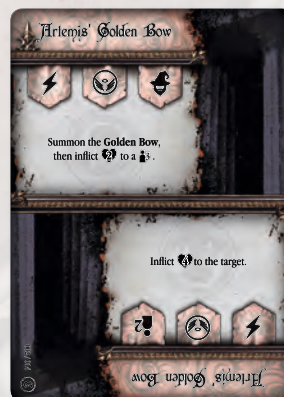 Artemis' Golden Bow
Summon the Golden Bow,
then inflict 2 to a 3 .
Inflict 4 to the target.
2
Artemis' Golden Bow